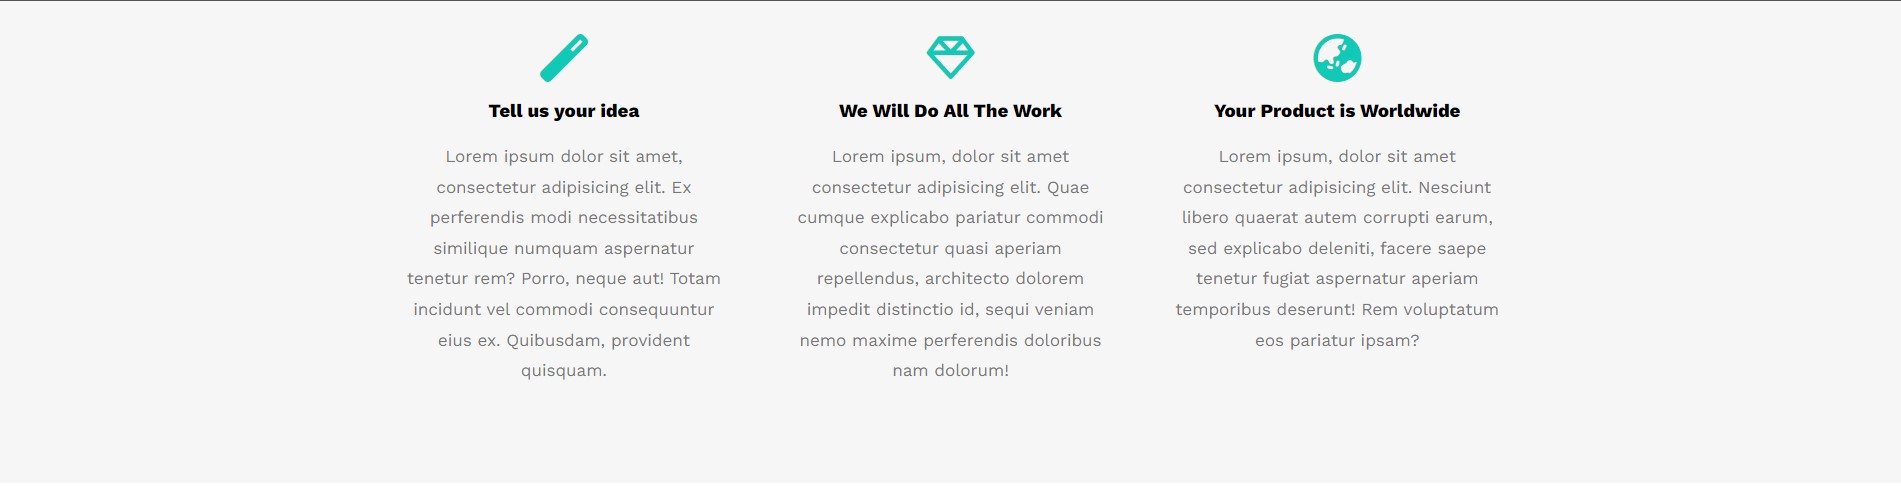 Tell us your idea
Lorem ipsum dolor sit amet,
consectetur adipisicing elit. Ex
perferendis modi necessitatibus
similique numquam aspernatur
tenetur rem? Porro, neque aut! Totam
incidunt vel commodi consequuntur
eius ex. Quibusdam, provident
quisquam.
We Will Do All The Work
Lorem ipsum, dolor sit amet
consectetur adipisicing elit. Quae
cumque explicabo pariatur commodi
consectetur quasi aperiam
repellendus, architecto dolorem
impedit distinctio id, sequi veniam
nemo maxime perferendis doloribus
nam dolorum!
Your Product is Worldwide
Lorem ipsum, dolor sit amet
consectetur adipisicing elit. Nesciunt
libero quaerat autem corrupti earum,
sed explicabo deleniti, facere saepe
tenetur fugiat aspernatur aperiam
temporibus deserunt! Rem voluptatum
eos pariatur ipsam?